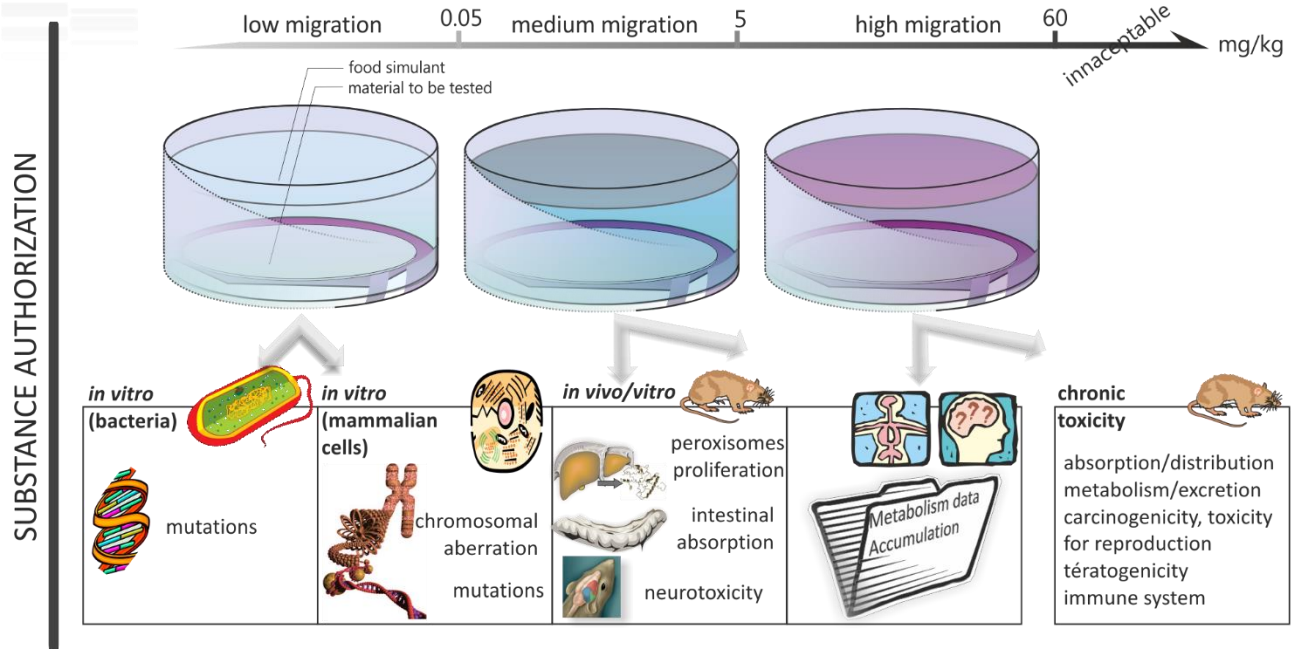 low migration 0.05 medium migration 5 high migration 60 innaceptable mg/kg
food simulant
material to be tested
SUBSTANCE AUTHORIZATION
in vitro
(bacteria)
mutations
in vitro
(mammalian
cells)
chromosomal
aberration
mutations
in vivo/vitro
peroxisomes
proliferation
intestinal
absorption
neurotoxicity
???
Metabolism data
Accumulation
chronic
toxicity
absorption/distribution
metabolism/excretion
carcinogenicity, toxicity
for reproduction
tératogenicity
immune system